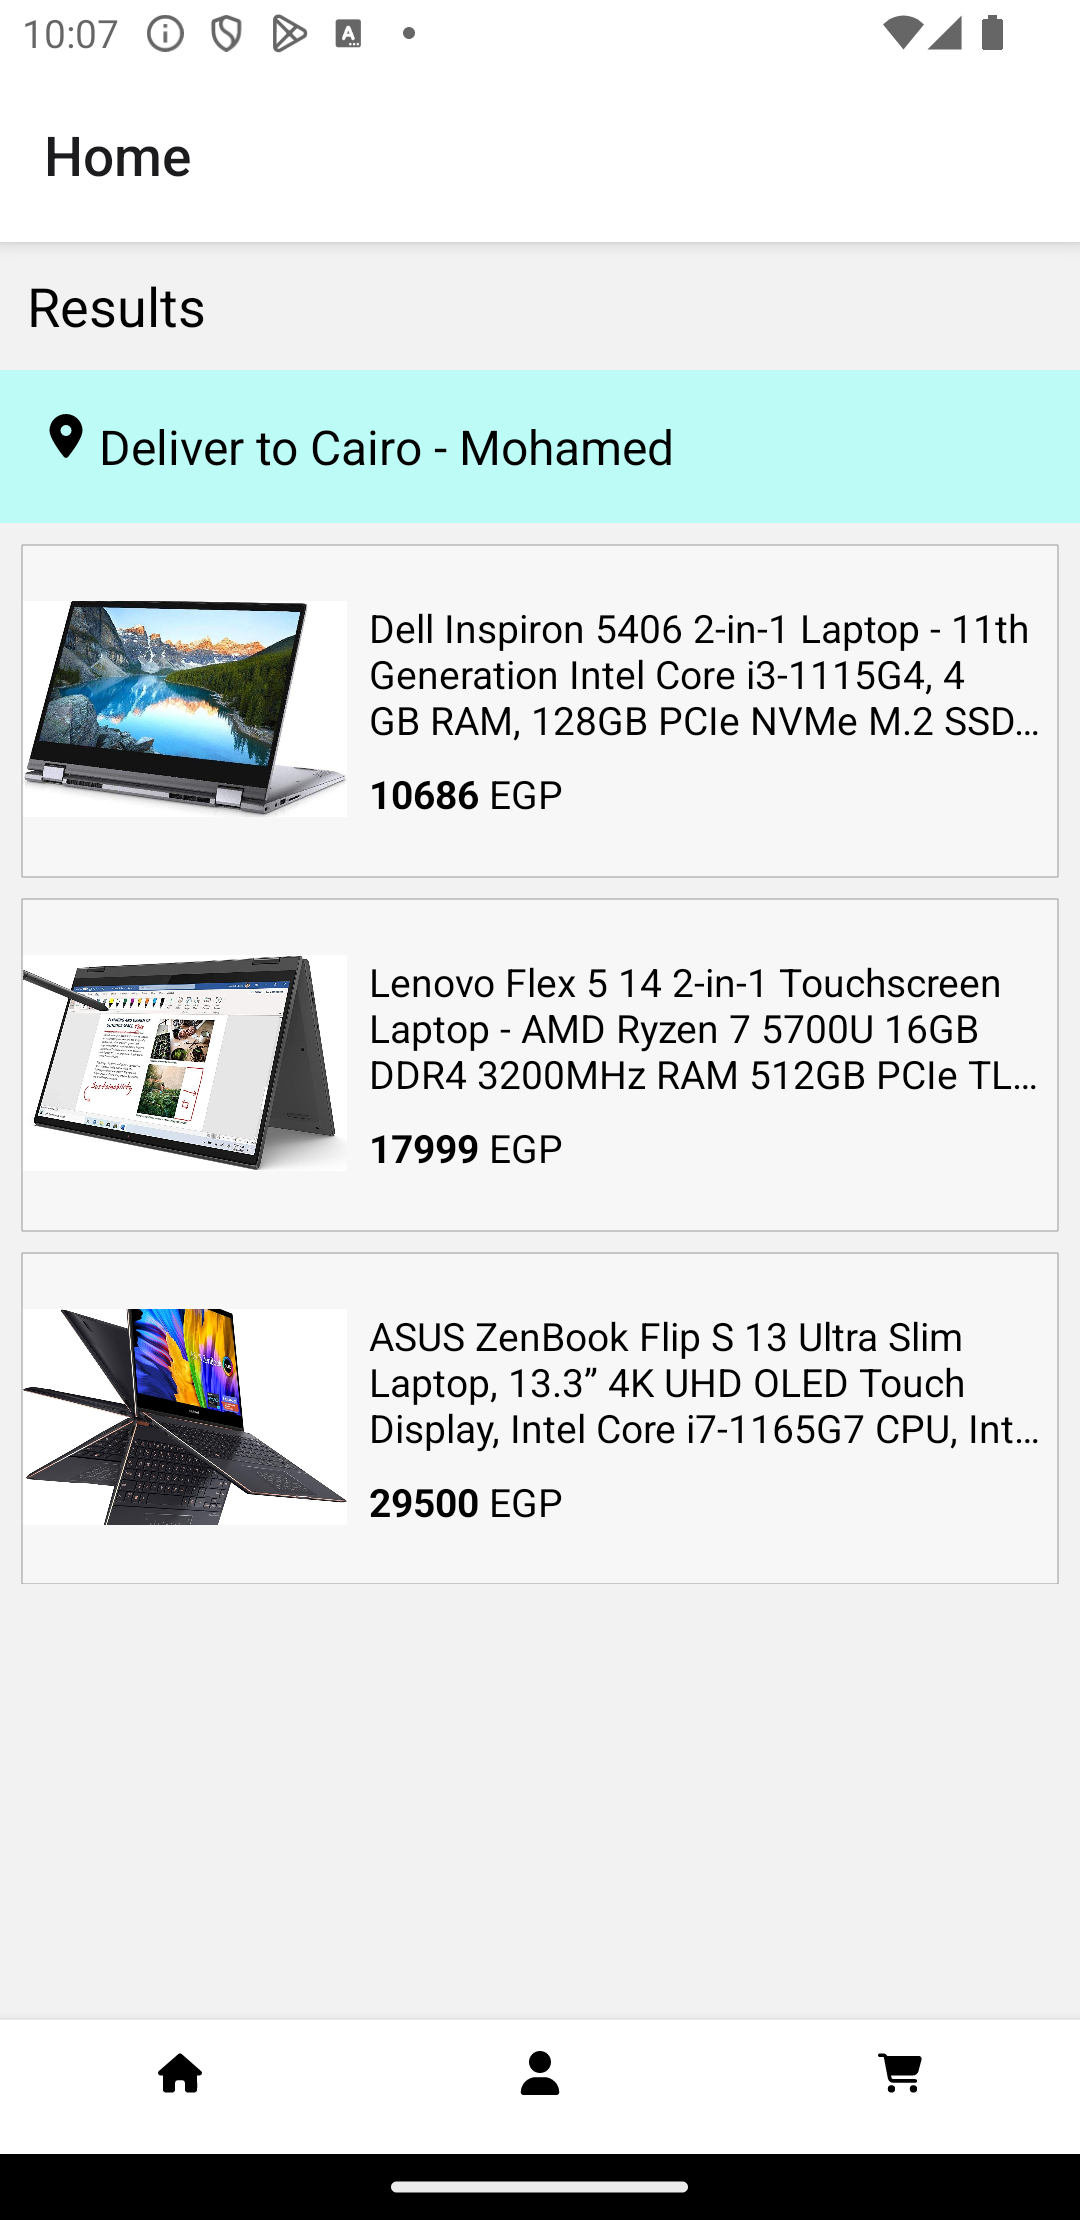 10:07
Home
Results
Deliver to Cairo - Mohamed
Dell Inspiron 5406 2-in-1 Laptop - 11th
Generation Intel Core i3-1115G4, 4
GB RAM, 128GB PCIe NVMe M.2 SSD…
10686 EGP
Lenovo Flex 5 14 2-in-1 Touchscreen
Laptop - AMD Ryzen 7 5700U 16GB
DDR4 3200MHz RAM 512GB PCIe TL…
17999 EGP
ASUS ZenBook Flip S 13 Ultra Slim
Laptop, 13.3” 4K UHD OLED Touch
Display, Intel Core i7-1165G7 CPU, Int…
29500 EGP